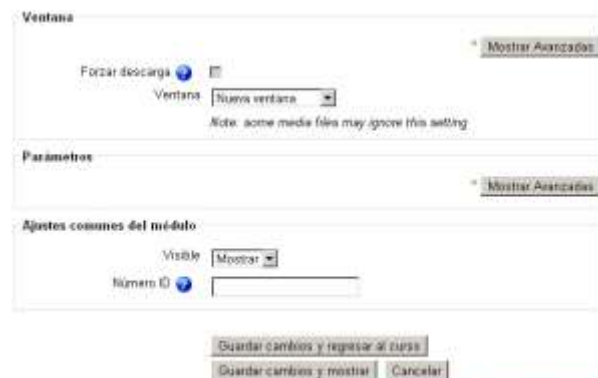 Ventana
* Mostrar Avanzadas
Forzar descarga
Ventana Nueva ventana
Note: some media files may ignore this setting
Parámetros
* Mostrar Avanzadas
Ajustes comunes del módulo
Visible Mostrar
Número ID
Guardar cambios y regresar al curso
Guardar cambios y mostrar Cancelar